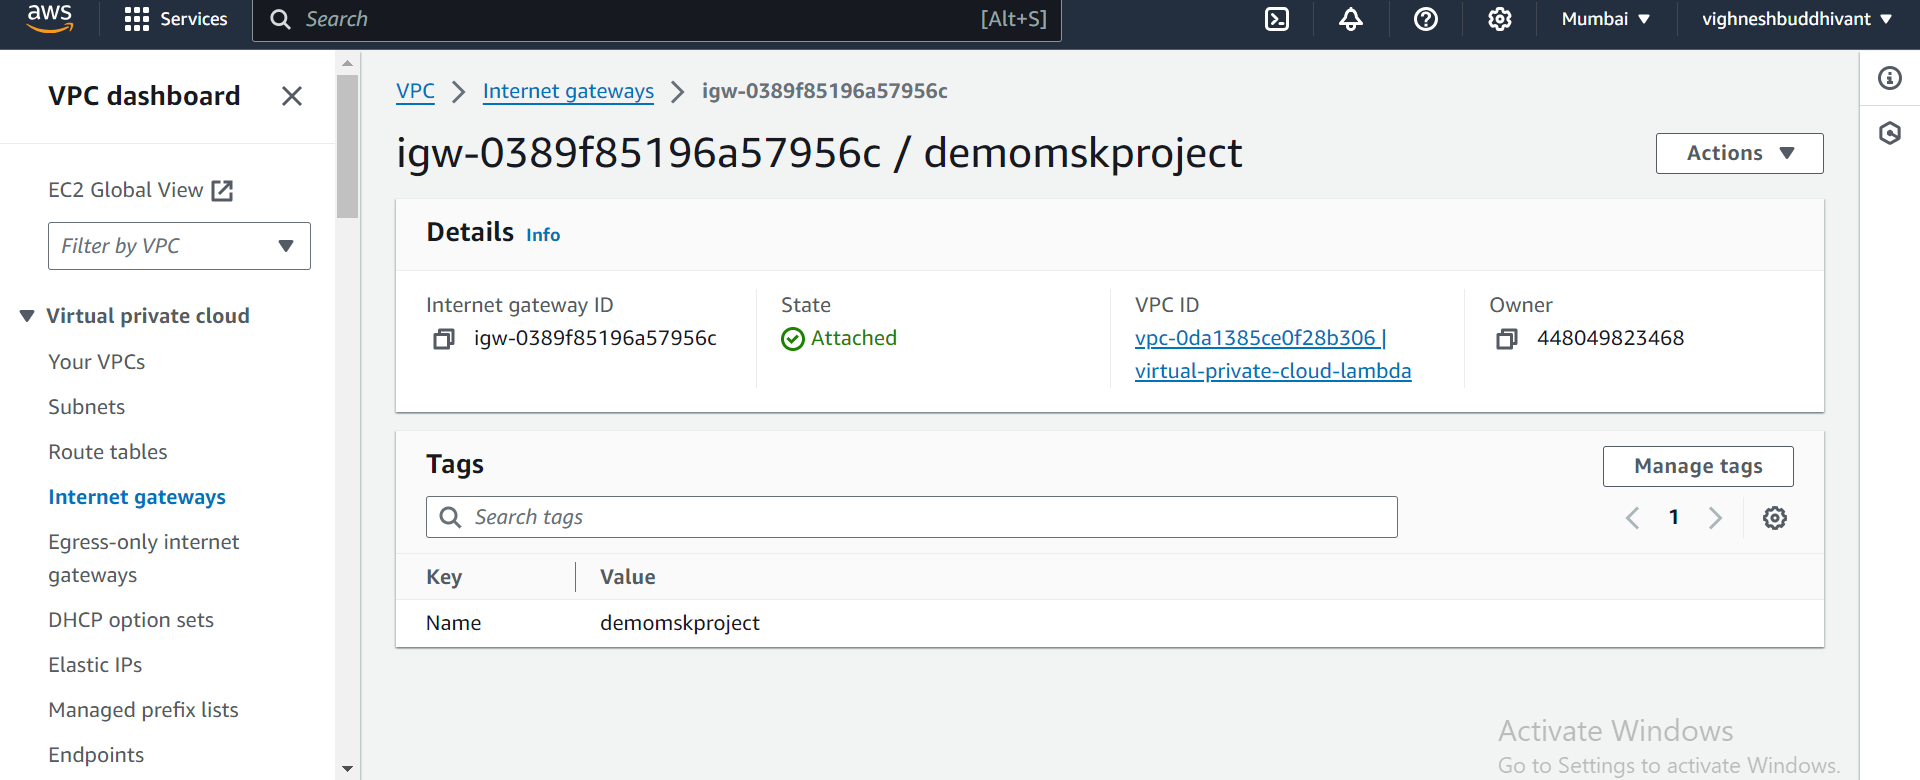 aws
Services
Search
[Alt+S]
Mumbai
vighneshbuddhivant
VPC dashboard
EC2 Global View
Filter by VPC
Virtual private cloud
Your VPCs
Subnets
Route tables
Internet gateways
Egress-only internet
gateways
DHCP option sets
Elastic IPs
Managed prefix lists
Endpoints
VPC
Internet gateways
igw-0389f85196a57956c
igw-0389f85196a57956c / demomskproject
Actions
Details Info
Internet gateway ID
igw-0389f85196a57956c
State
Attached
VPC ID
vpc-0da1385ce0f28b306 |
virtual-private-cloud-lambda
Owner
448049823468
Tags
Manage tags
Search tags
1
Key
Value
Name
demomskproject
Activate Windows
Go to Settings to activate Windows.